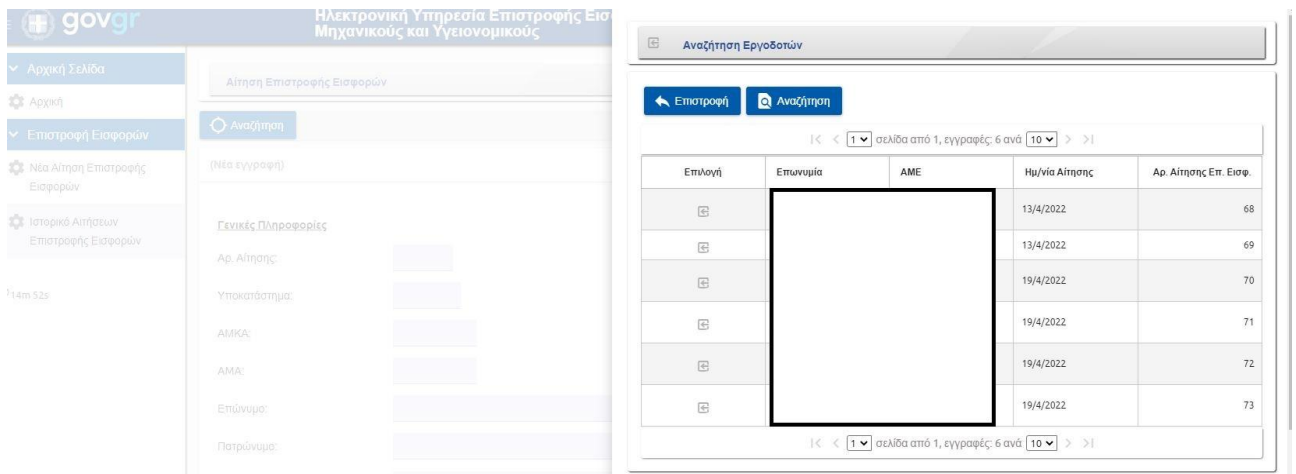 govgr
Ηλεκτρονική Υπηρεσία Επιστροφής Εισ
Μηχανικούς και Υγειονομικούς
Αρχική Σελίδα
Αρχική
Επιστροφή Εισφορών
Νέα Αίτηση Επιστροφής
Εισφορών
Ιστορικό Αιτήσεων
Επιστροφής Εισφορών
14m 52s
Αίτηση Επιστροφής Εισφορών
Αναζήτηση
(Νέα εγγραφή)
Γενικές Πληροφορίες
Αρ. Αίτησης:
Υποκατάστημα:
ΑΜΚΑ:
ΑΜΑ:
Επώνυμο:
Πατρώνυμο:
Αναζήτηση Εργοδοτών
Επιστροφή Αναζήτηση
1 σελίδα από 1, εγγραφές: 6 ανά 10
Επιλογή Επωνυμία ΑΜΕ Ημ/νία Αίτησης Αρ. Αίτησης Επ. Εισφ.
13/4/2022 68
13/4/2022 69
19/4/2022 70
19/4/2022 71
19/4/2022 72
19/4/2022 73
1 σελίδα από 1, εγγραφές: 6 ανά 10